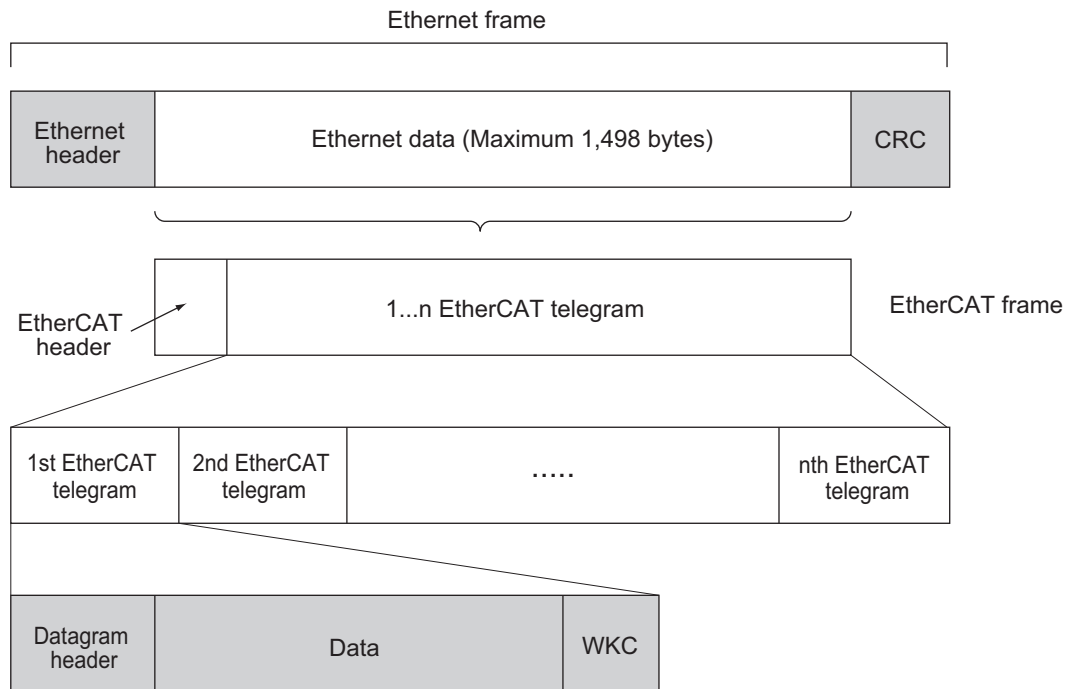 Ethernet frame
Ethernet
header
Ethernet data (Maximum 1,498 bytes)
CRC
EtherCAT
header
1...n EtherCAT telegram
EtherCAT frame
1st EtherCAT
telegram
2nd EtherCAT
telegram
.....
nth EtherCAT
telegram
Datagram
header
Data
WKC